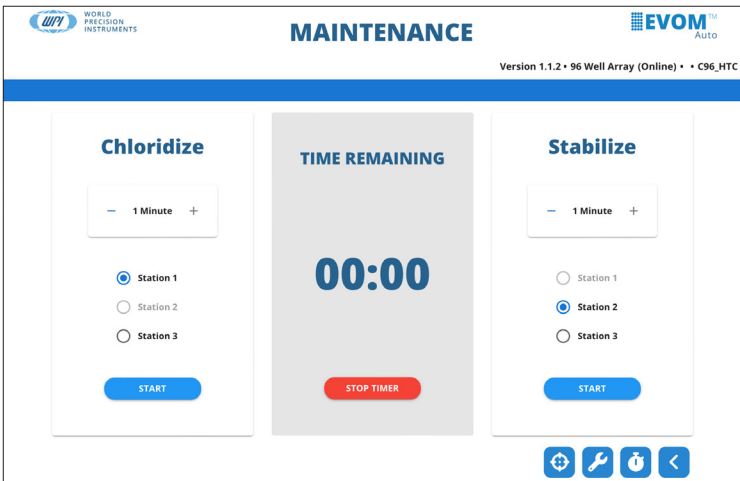 WPI
WORLD
PRECISION
INSTRUMENTS
MAINTENANCE
EVOM™
Auto
Version 1.1.2 • 96 Well Array (Online) • • C96_HTC
Chloridize
− 1 Minute +
Station 1
Station 2
Station 3
START
TIME REMAINING
00:00
STOP TIMER
Stabilize
− 1 Minute +
Station 1
Station 2
Station 3
START